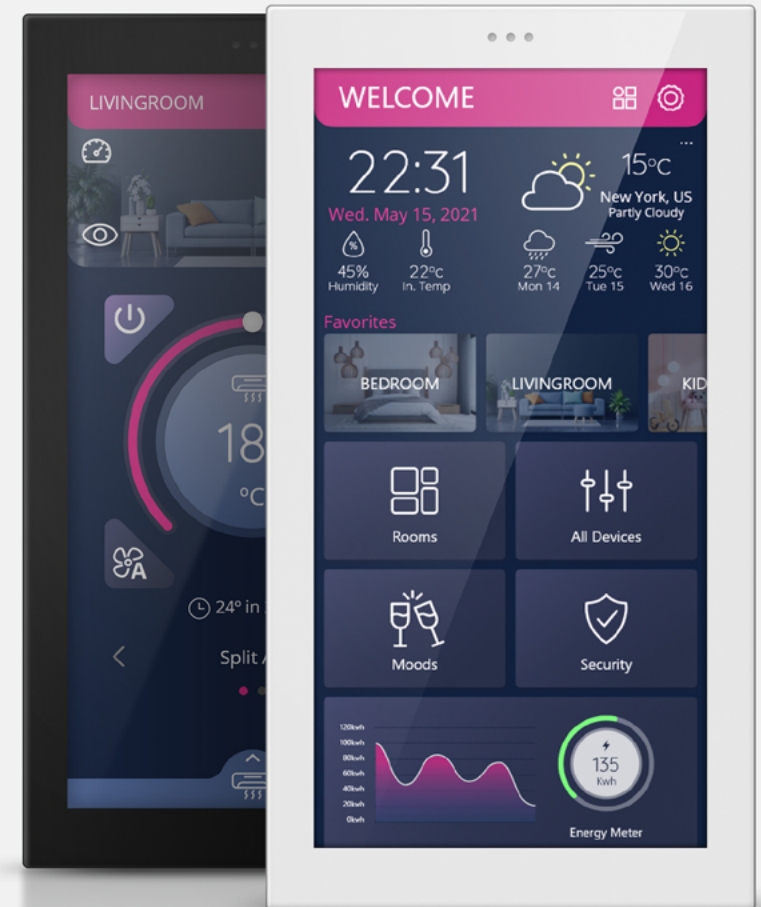 LIVINGROOM
18
°C
24° in
Split
WELCOME
22:31
Wed. May 15, 2021
15°C
New York, US
Partly Cloudy
%
45%
Humidity
22°C
In. Temp
27°C
Mon 14
25°C
Tue 15
30°C
Wed 16
Favorites
BEDROOM
LIVINGROOM
KID
Rooms
All Devices
Moods
Security
120kwh
100kwh
80kwh
60kwh
40kwh
20kwh
0kwh
135
Kwh
Energy Meter
A